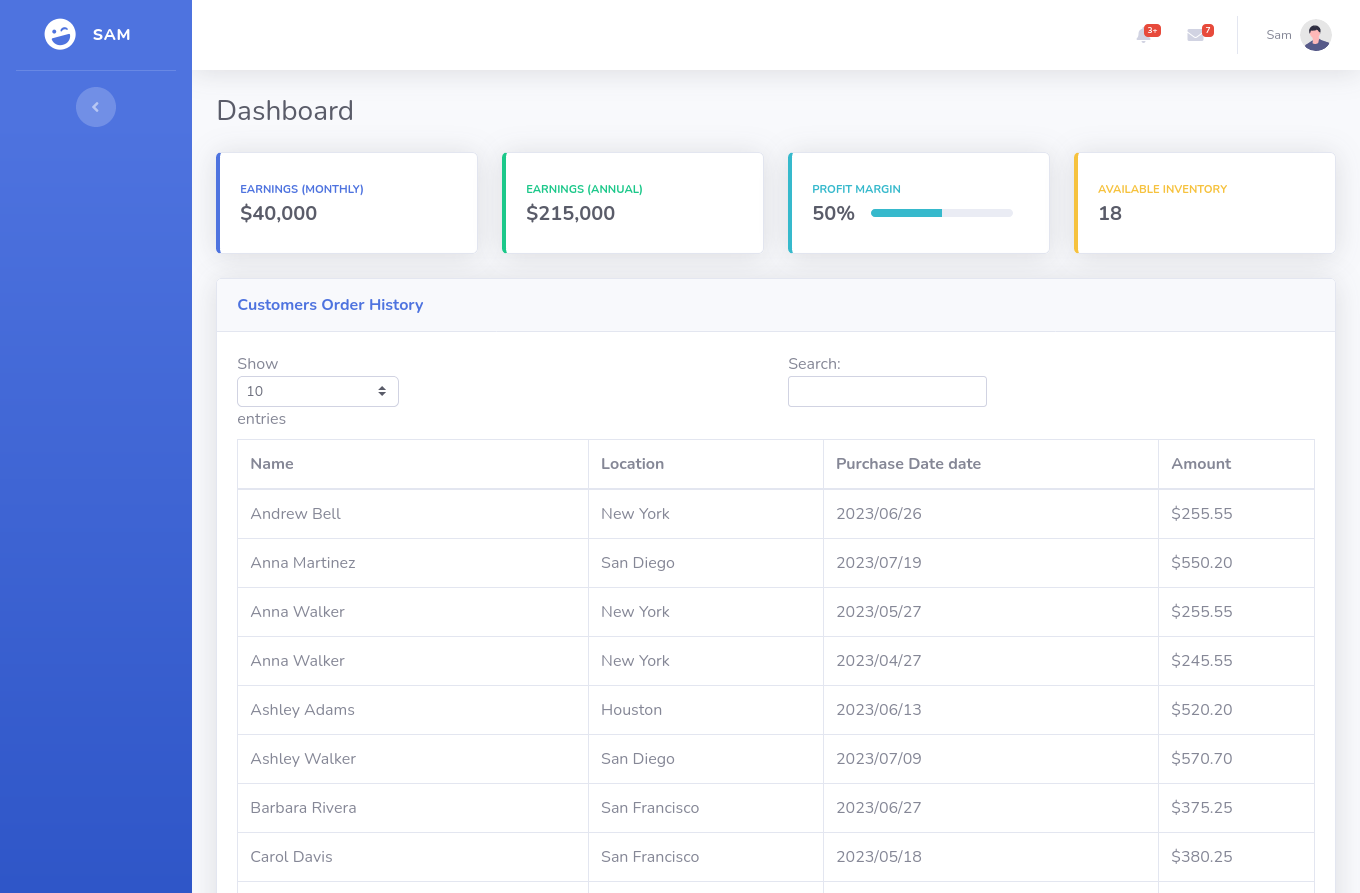 SAM
3+
7
Sam
Dashboard
EARNINGS (MONTHLY)
$40,000
EARNINGS (ANNUAL)
$215,000
PROFIT MARGIN
50%
AVAILABLE INVENTORY
18
Customers Order History
Show
10
entries
Search:
Name Location Purchase Date date Amount
Andrew Bell New York 2023/06/26 $255.55
Anna Martinez San Diego 2023/07/19 $550.20
Anna Walker New York 2023/05/27 $255.55
Anna Walker New York 2023/04/27 $245.55
Ashley Adams Houston 2023/06/13 $520.20
Ashley Walker San Diego 2023/07/09 $570.70
Barbara Rivera San Francisco 2023/06/27 $375.25
Carol Davis San Francisco 2023/05/18 $380.25